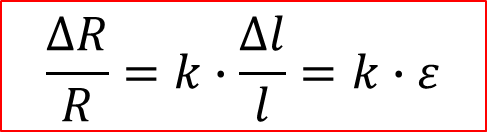 ΔR/R = k · Δl/l = k · ε